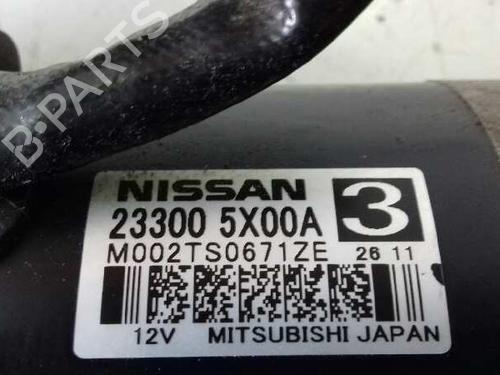 B-PARTS
NISSAN
23300 5X00A 3
M002TS0671ZE 26 11
12V MITSUBISHI JAPAN